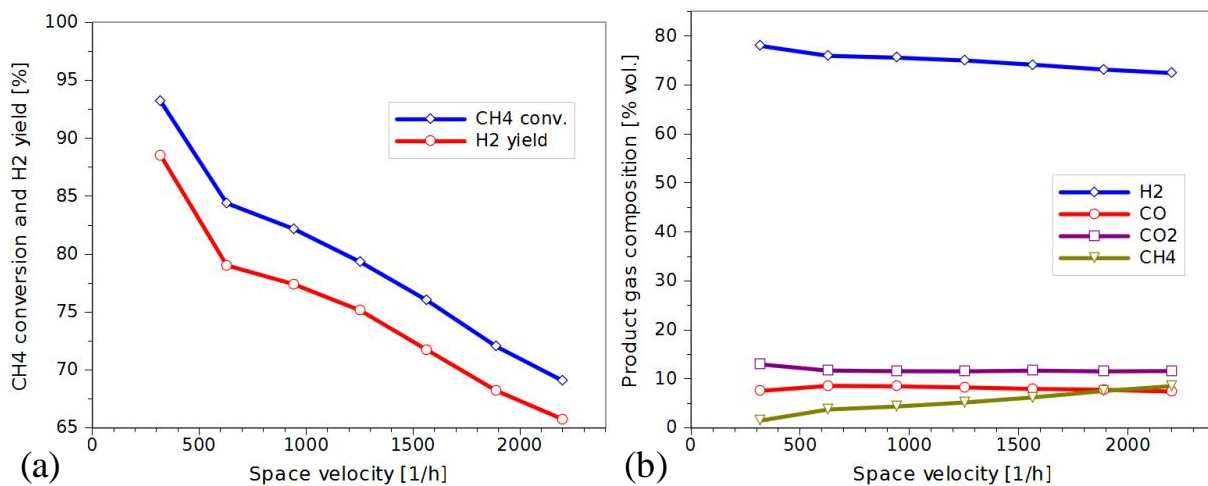 100
95
90
85
80
75
70
65
CH4 conversion and H2 yield [%]
CH4 conv.
H2 yield
0 500 1000 1500 2000
Space velocity [1/h]
(a)
80
70
60
50
40
30
20
10
0
Product gas composition [% vol.]
H2
CO
CO2
CH4
0 500 1000 1500 2000
Space velocity [1/h]
(b)